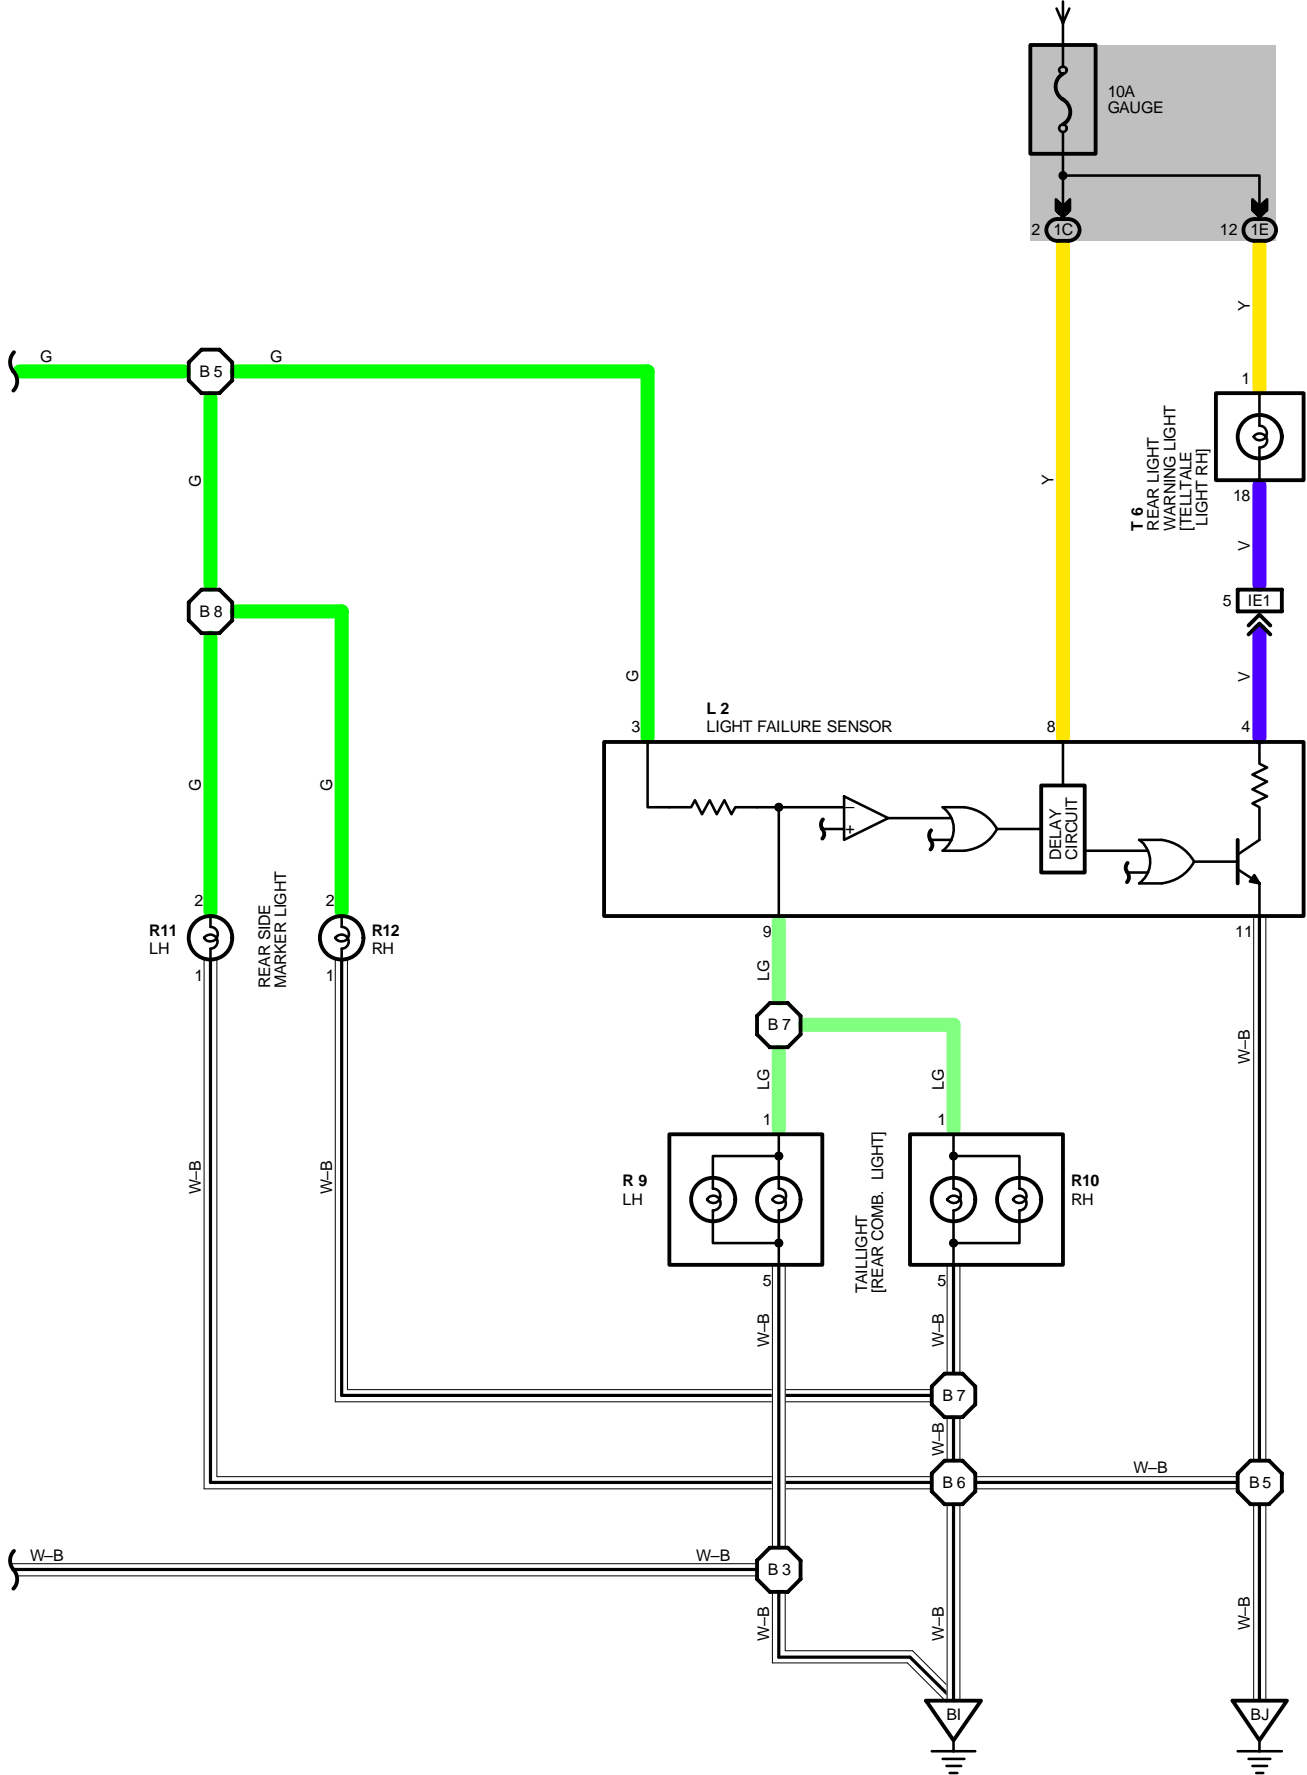 10A
GAUGE
2 1C
12 1E
Y
G
G
B 5
1
Y
G
T 6
REAR LIGHT
WARNING LIGHT
[TELLTALE
LIGHT RH]
18
V
5 IE1
B 8
G
V
L 2
LIGHT FAILURE SENSOR
3
8
4
G
G
–
+
DELAY
CIRCUIT
2
2
R11
LH
REAR SIDE
MARKER LIGHT
R12
RH
1
1
9
11
LG
B 7
W–B
LG
LG
1
1
W–B
W–B
R 9
LH
TAILLIGHT
[REAR COMB. LIGHT]
R10
RH
5
5
W–B
W–B
B 7
W–B
W–B
B 6
B 5
W–B
W–B
B 3
W–B
W–B
W–B
BI
BJ